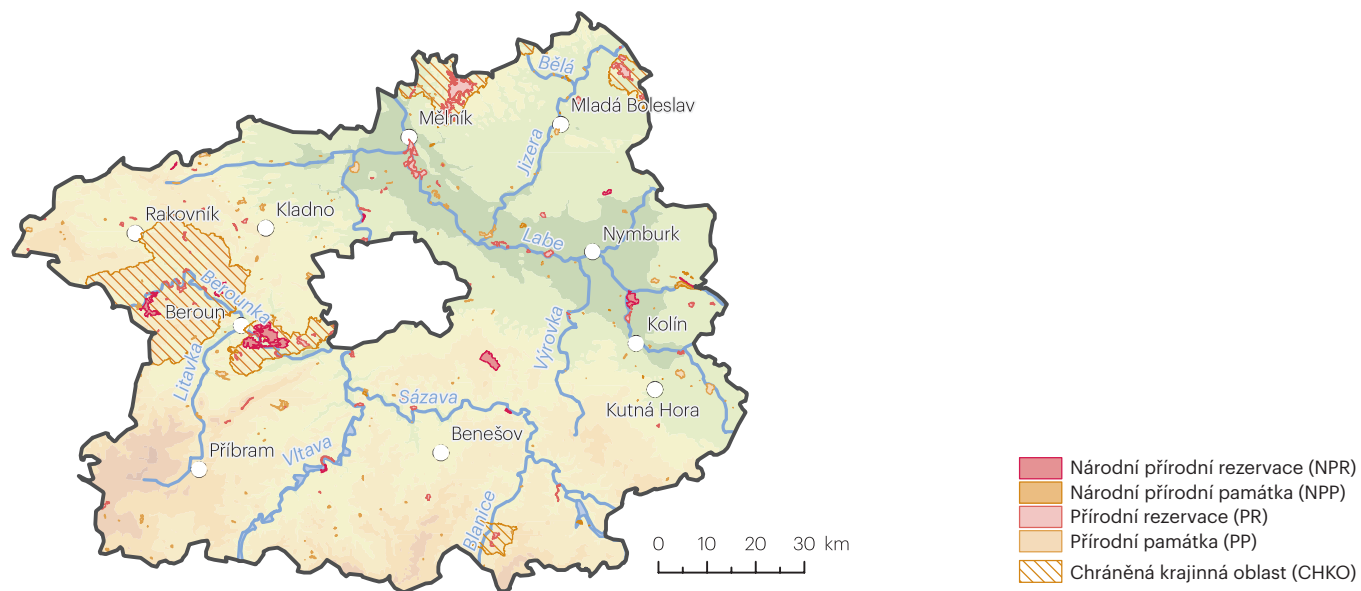 Bělá
Mladá Boleslav
Mělník
Jizera
Rakovník
Kladno
Labe
Nymburk
Berounka
Beroun
Kolín
Výrovka
Litavka
Sázava
Kutná Hora
Benešov
Příbram
Vltava
Blanice
0 10 20 30 km
Národní přírodní rezervace (NPR)
Národní přírodní památka (NPP)
Přírodní rezervace (PR)
Přírodní památka (PP)
Chráněná krajinná oblast (CHKO)